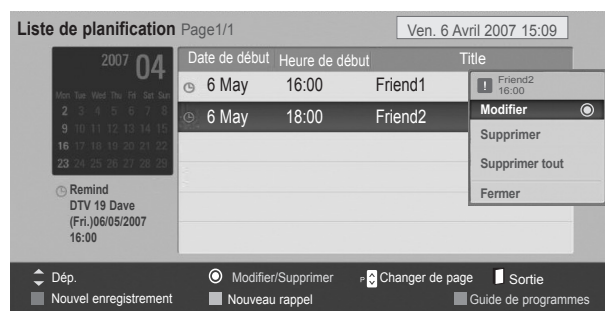 Liste de planification Page1/1
Ven. 6 Avril 2007 15:09
2007 04
Mon Tue Wed Thu Fri Sat Sun
2 3 4 5 6 7 8
9 10 11 12 13 14 15
16 17 18 19 20 21 22
23 24 25 26 27 28 29
Remind
DTV 19 Dave
(Fri.)06/05/2007
16:00
Date de début Heure de début Title
6 May 16:00 Friend1
6 May 18:00 Friend2
! Friend2
16:00
Modifier
Supprimer
Supprimer tout
Fermer
Dép. Modifier/Supprimer P Changer de page Sortie
Nouvel enregistrement Nouveau rappel Guide de programmes